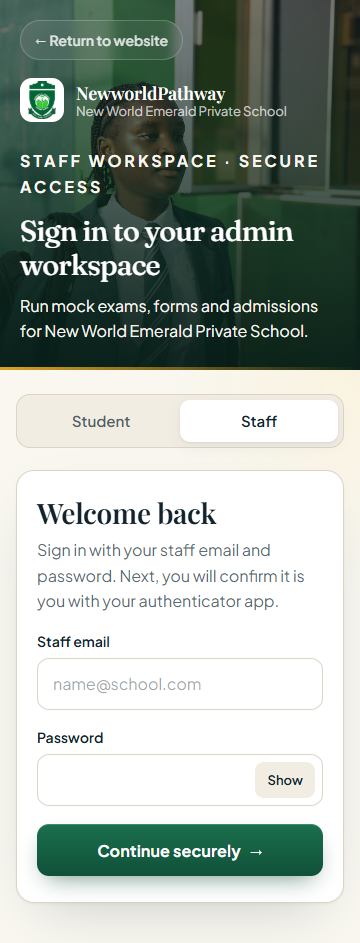 ← Return to website
NewworldPathway
New World Emerald Private School
STAFF WORKSPACE · SECURE
ACCESS
Sign in to your admin
workspace
Run mock exams, forms and admissions
for New World Emerald Private School.
Student
Staff
Welcome back
Sign in with your staff email and
password. Next, you will confirm it is
you with your authenticator app.
Staff email
name@school.com
Password
Show
Continue securely →